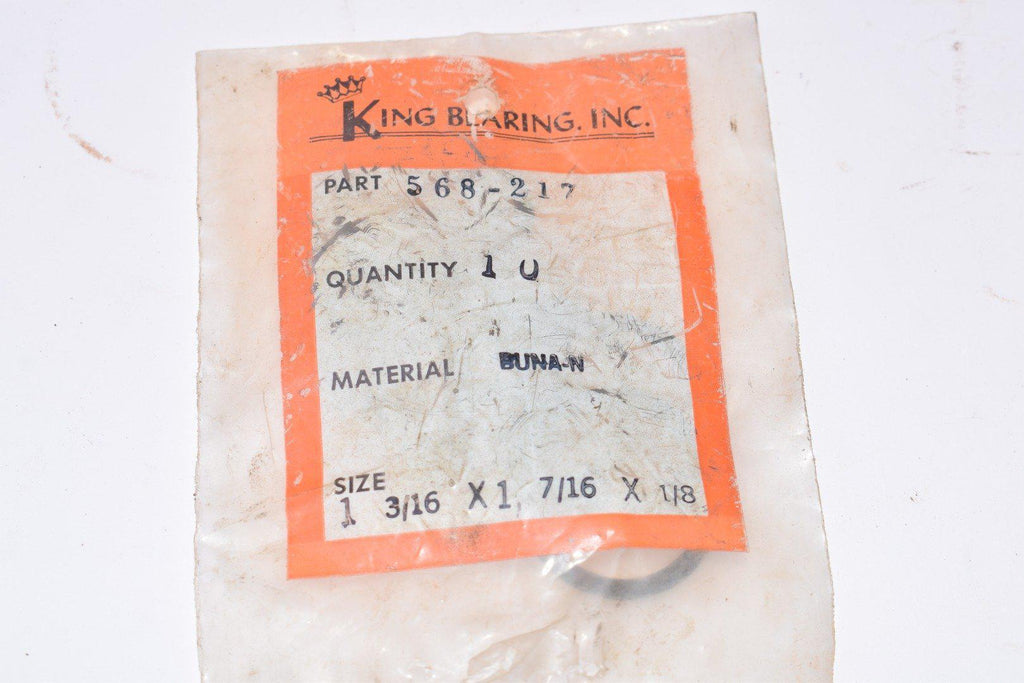 KING BEARING, INC.
PART 568-217
QUANTITY 10
MATERIAL BUNA-N
SIZE
1 3/16 X 1 7/16 X 1/8